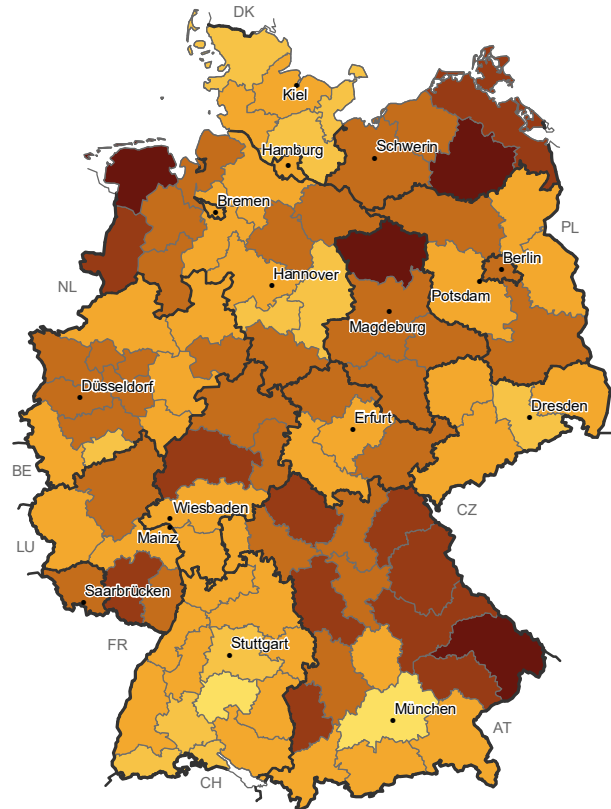 DK
Kiel
Hamburg
Schwerin
Bremen
PL
Berlin
Hannover
NL
Potsdam
Magdeburg
Düsseldorf
Dresden
Erfurt
BE
Wiesbaden
CZ
LU
Mainz
Saarbrücken
FR
Stuttgart
München
AT
CH